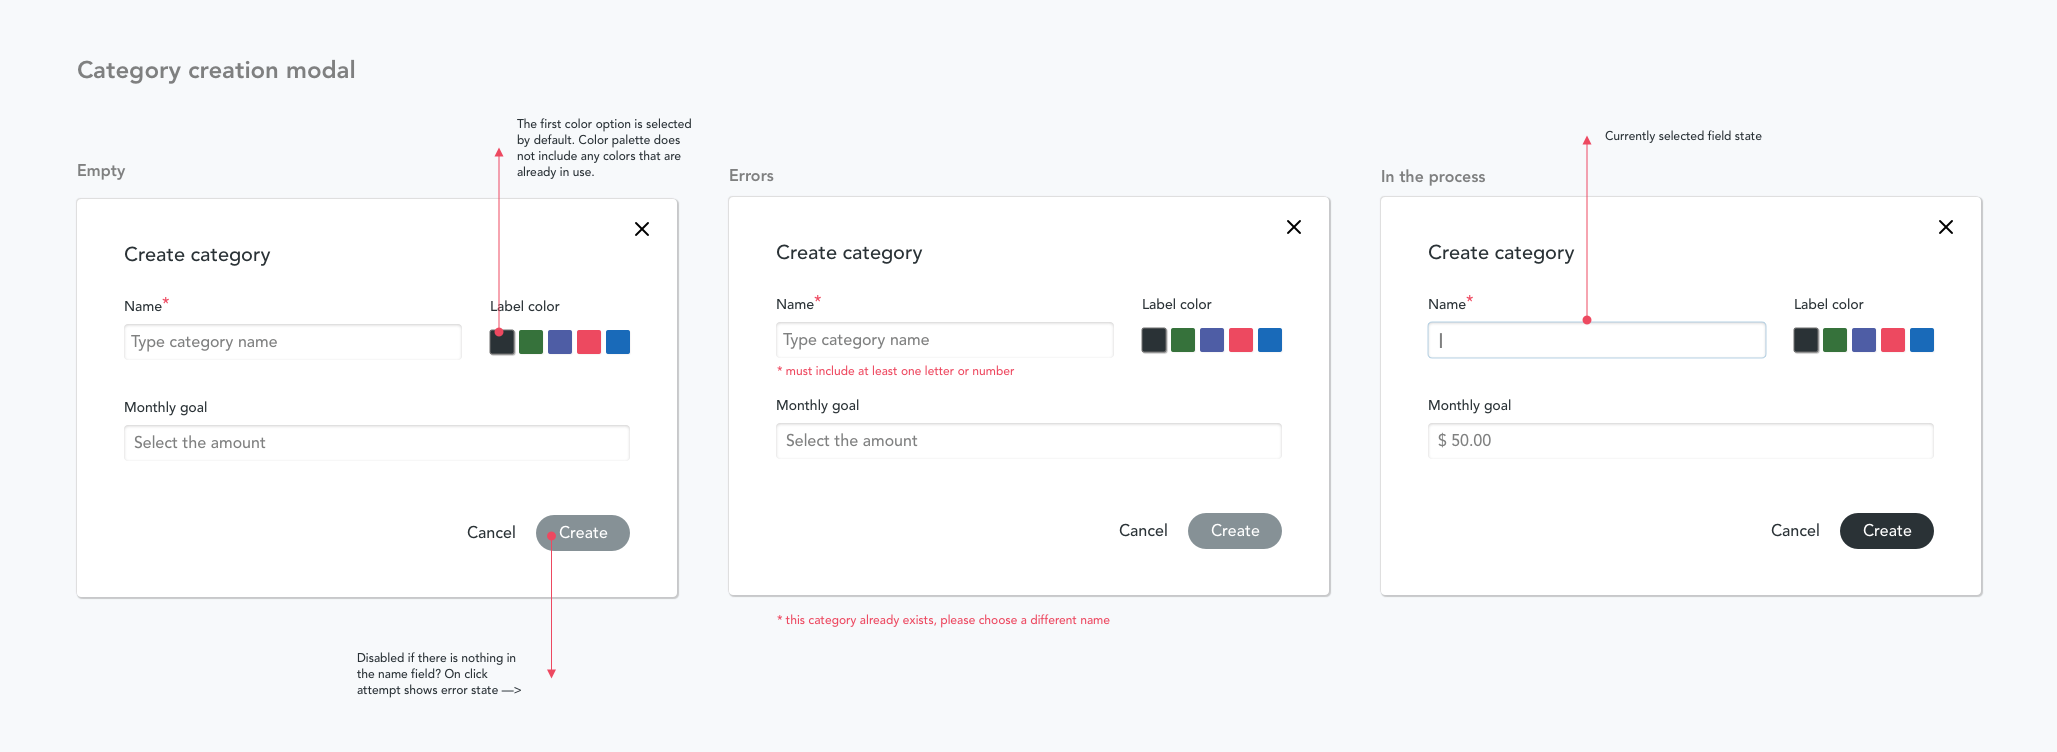 Category creation modal
The first color option is selected
by default. Color palette does
not include any colors that are
already in use.
Empty
Create category
Name*
Label color
Type category name
Monthly goal
Select the amount
Cancel
Create
Disabled if there is nothing in
the name field? On click
attempt shows error state —>
Errors
Create category
Name*
Label color
Type category name
* must include at least one letter or number
Monthly goal
Select the amount
Cancel
Create
* this category already exists, please choose a different name
Currently selected field state
In the process
Create category
Name*
Label color
Monthly goal
$ 50.00
Cancel
Create